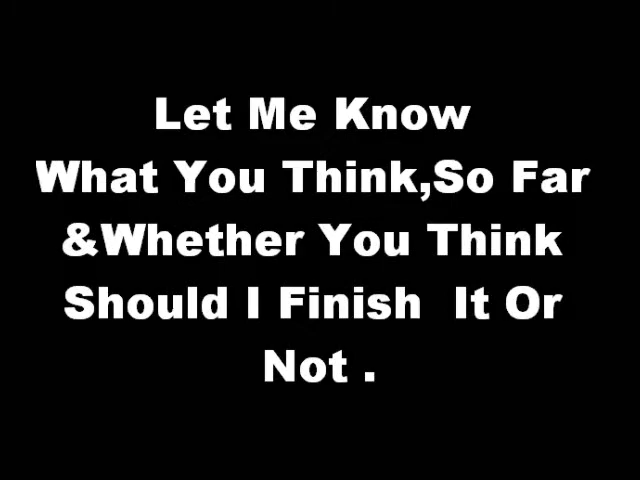 Let Me Know
What You Think,So Far
&Whether You Think
Should I Finish  It Or
Not .